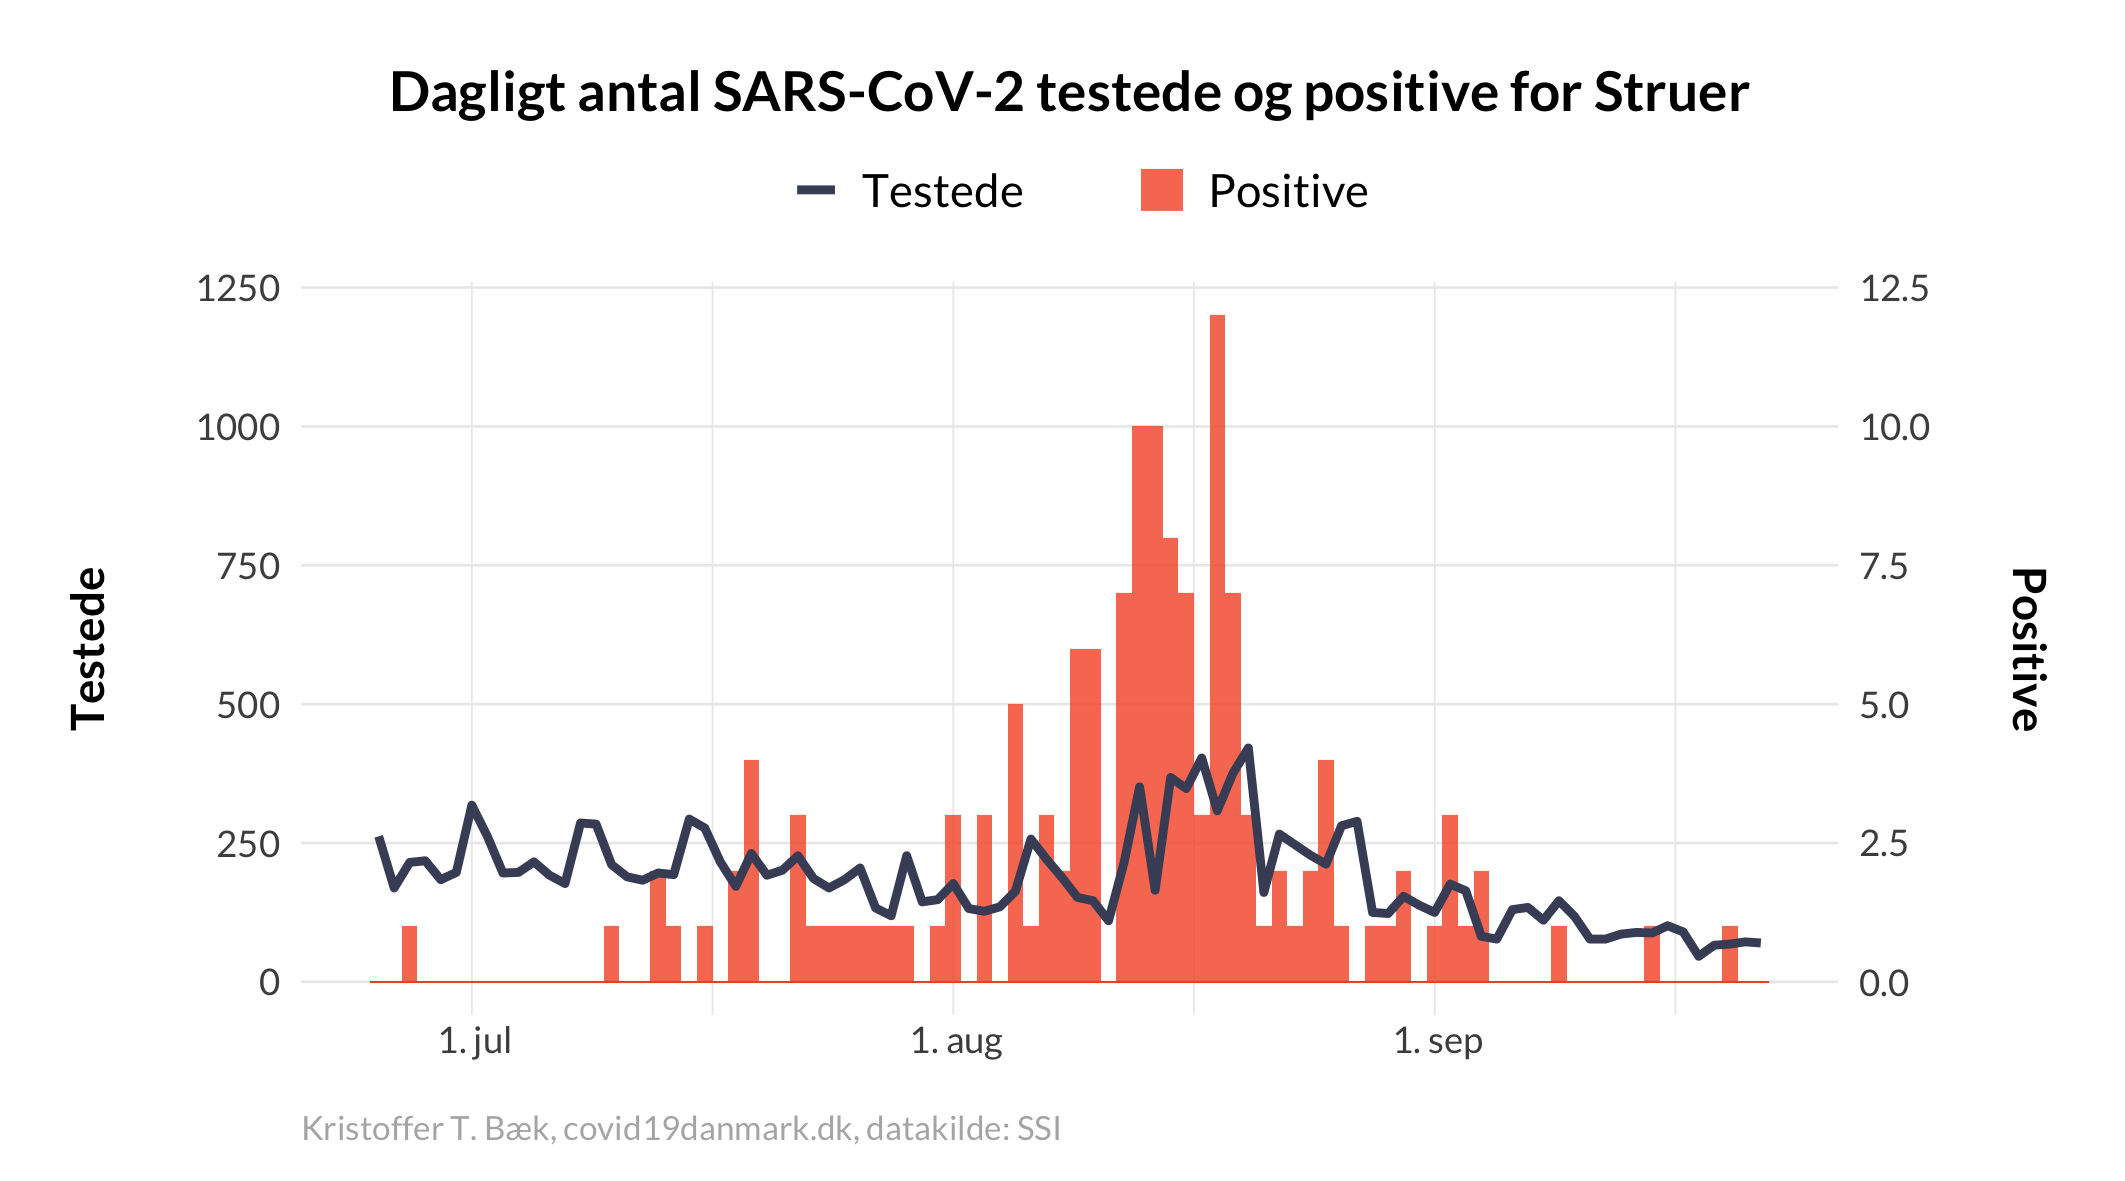 Dagligt antal SARS-CoV-2 testede og positive for Struer
Testede Positive
1250 12.5
1000 10.0
750 7.5
500 5.0
250 2.5
0 0.0
Testede
Positive
1. jul 1. aug 1. sep
Kristoffer T. Bæk, covid19danmark.dk, datakilde: SSI